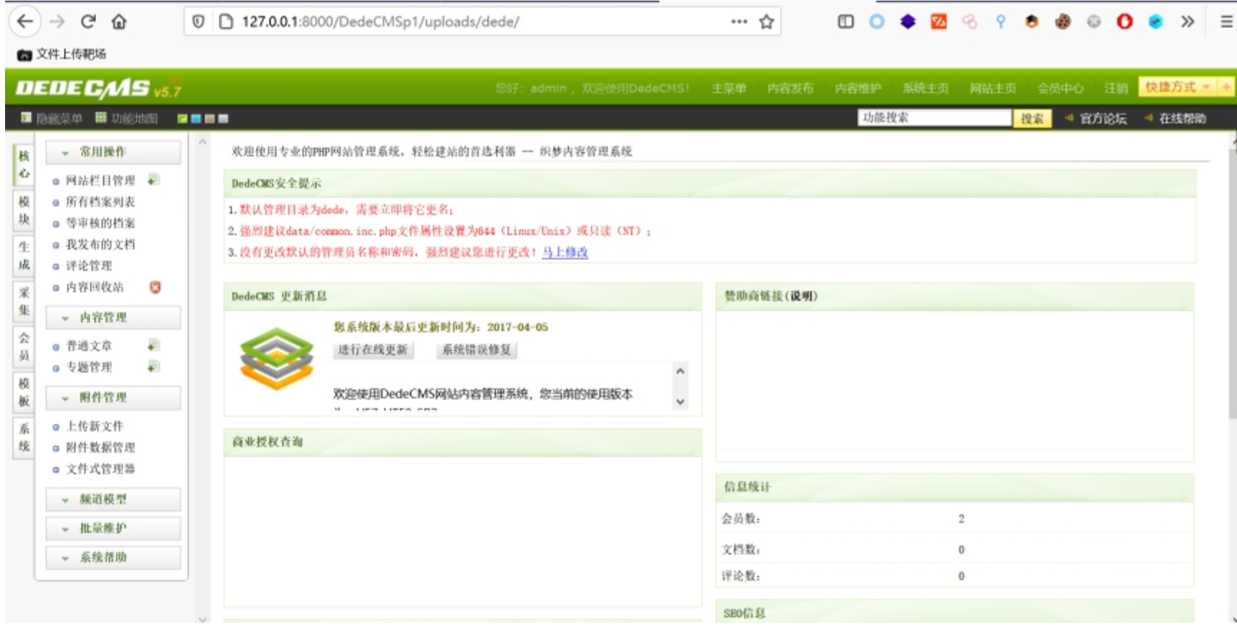 127.0.0.1:8000/DedeCMSp1/uploads/dede/
文件上传靶场
DEDECMS v5.7
您好：admin ，欢迎使用DedeCMS！ 主菜单 内容发布 内容维护 系统主页 网站主页 会员中心 注销 快捷方式
隐藏菜单 功能地图 功能搜索 搜索 官方论坛 在线帮助
核心
模块
生成
采集
会员
模板
系统
常用操作
网站栏目管理
所有档案列表
等审核的档案
我发布的文档
评论管理
内容回收站
内容管理
普通文章
专题管理
附件管理
上传新文件
附件数据管理
文件式管理器
频道模型
批量维护
系统帮助
欢迎使用专业的PHP网站管理系统，轻松建站的首选利器 -- 织梦内容管理系统
DedeCMS安全提示
1.默认管理目录为dede，需要立即将它更名；
2.强烈建议data/common.inc.php文件属性设置为644（Linux/Unix）或只读（NT）；
3.没有更改默认的管理员名称和密码，强烈建议您进行更改！马上修改
DedeCMS 更新消息
您系统版本最后更新时间为：2017-04-05
进行在线更新 系统错误修复
欢迎使用DedeCMS网站内容管理系统，您当前的使用版本
商业授权查询
赞助商链接(说明)
信息统计
会员数： 2
文档数： 0
评论数： 0
SEO信息